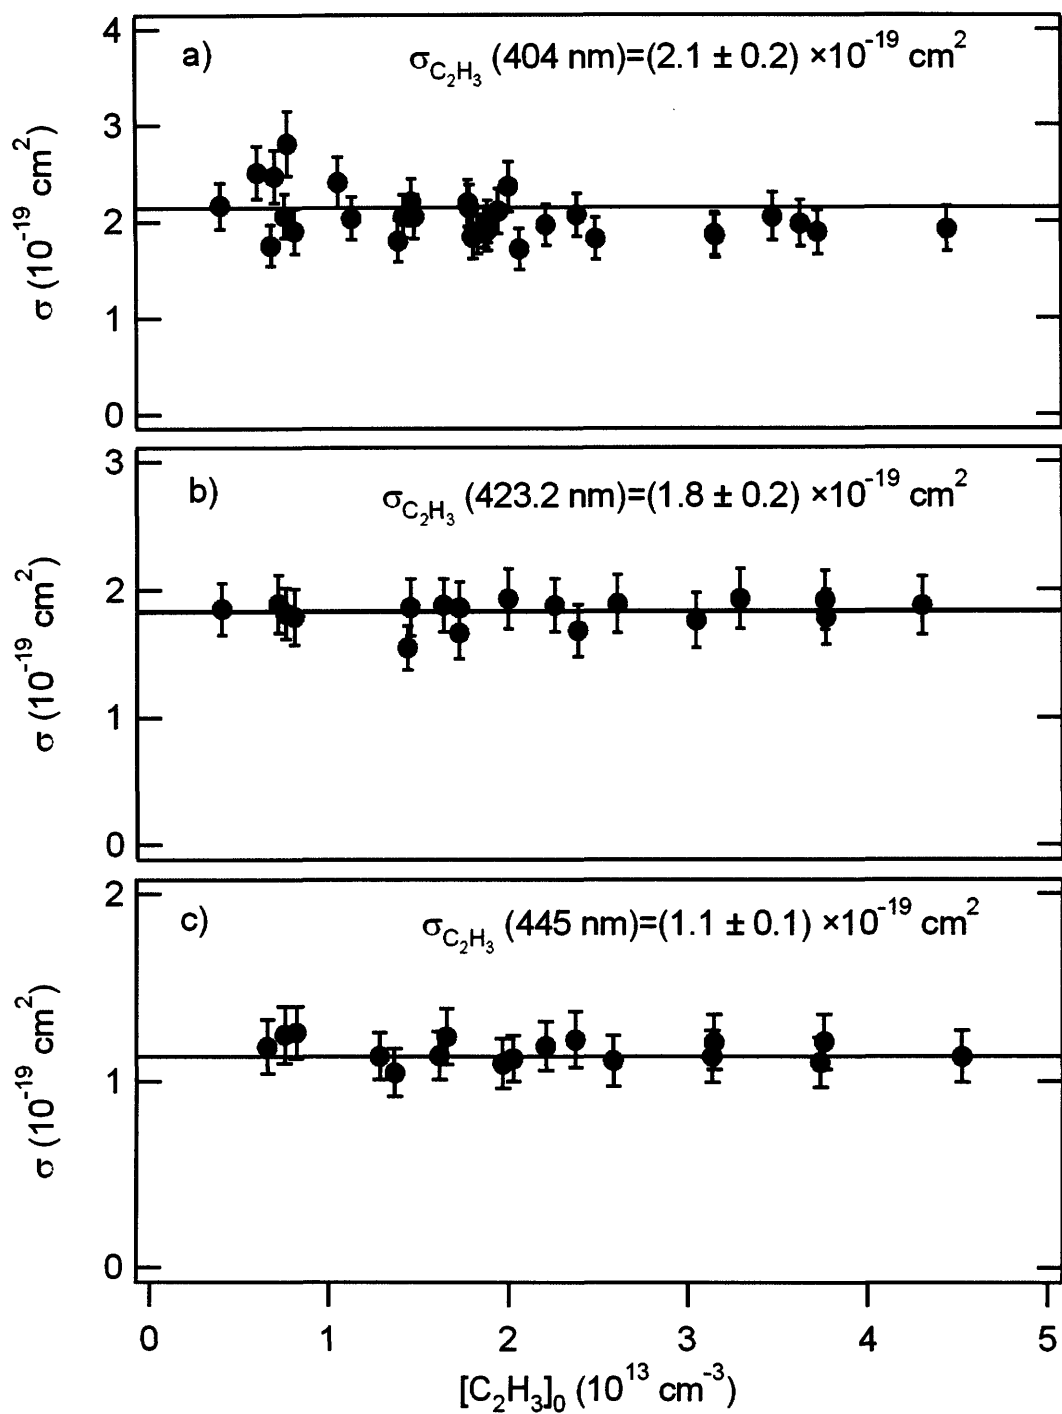 a) σC₂H₃ (404 nm)=(2.1 ± 0.2) ×10⁻¹⁹ cm²
4
3
2
1
0
σ (10⁻¹⁹ cm²)
b) σC₂H₃ (423.2 nm)=(1.8 ± 0.2) ×10⁻¹⁹ cm²
3
2
1
0
σ (10⁻¹⁹ cm²)
c) σC₂H₃ (445 nm)=(1.1 ± 0.1) ×10⁻¹⁹ cm²
2
1
0
σ (10⁻¹⁹ cm²)
0 1 2 3 4 5
[C₂H₃]₀ (10¹³ cm⁻³)